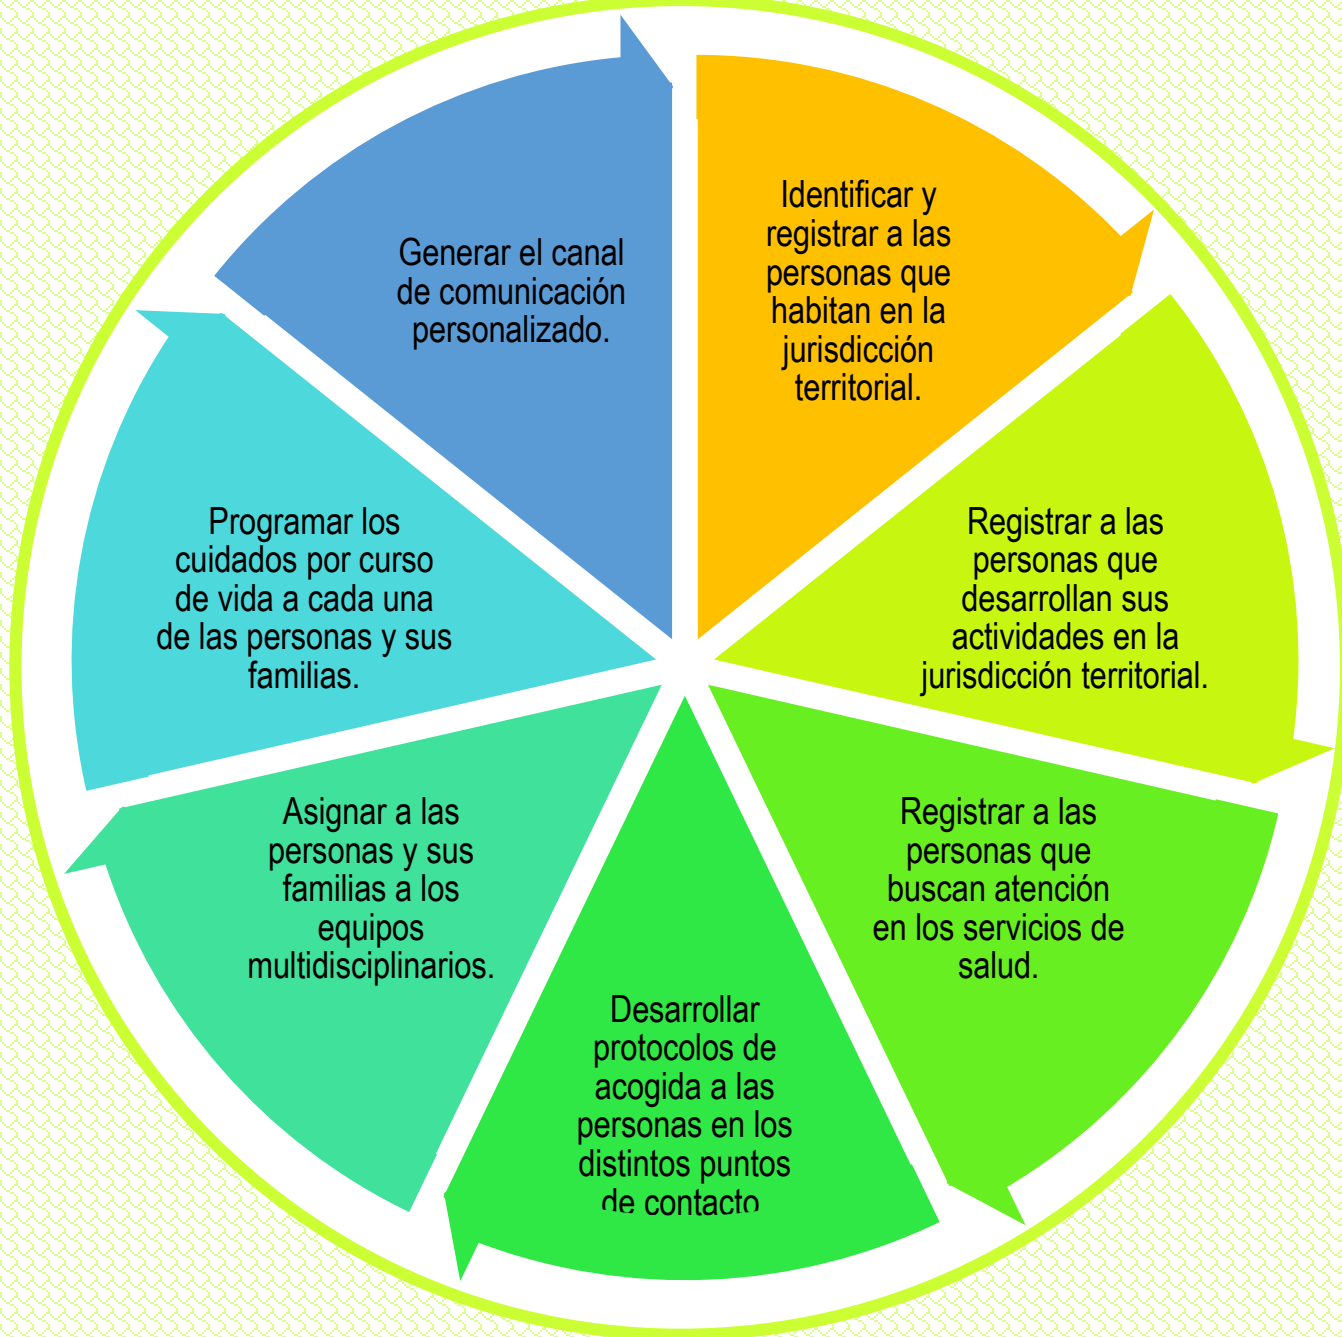 Identificar y
registrar a las
personas que
habitan en la
jurisdicción
territorial.
Registrar a las
personas que
desarrollan sus
actividades en la
jurisdicción territorial.
Registrar a las
personas que
buscan atención
en los servicios de
salud.
Desarrollar
protocolos de
acogida a las
personas en los
distintos puntos
de contacto
Asignar a las
personas y sus
familias a los
equipos
multidisciplinarios.
Programar los
cuidados por curso
de vida a cada una
de las personas y sus
familias.
Generar el canal
de comunicación
personalizado.